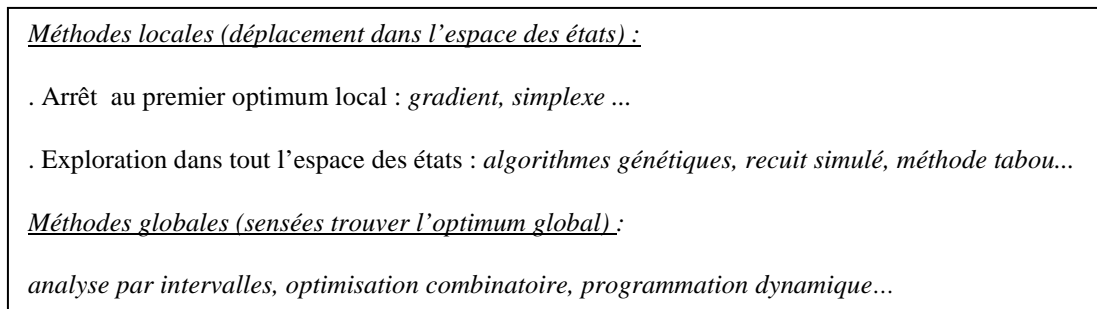 Méthodes locales (déplacement dans l’espace des états) :
. Arrêt au premier optimum local : gradient, simplexe ...
. Exploration dans tout l’espace des états : algorithmes génétiques, recuit simulé, méthode tabou...
Méthodes globales (sensées trouver l’optimum global) :
analyse par intervalles, optimisation combinatoire, programmation dynamique…